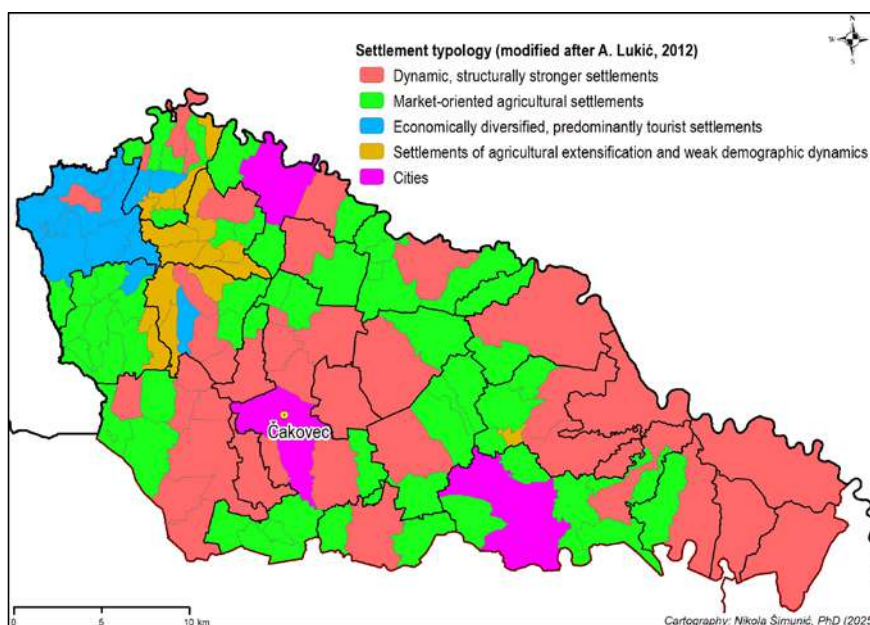 N
W
E
S
Settlement typology (modified after A. Lukić, 2012)
Dynamic, structurally stronger settlements
Market-oriented agricultural settlements
Economically diversified, predominantly tourist settlements
Settlements of agricultural extensification and weak demographic dynamics
Cities
Čakovec
0 5 10 km
Cartography: Nikola Šimunić, PhD (2025